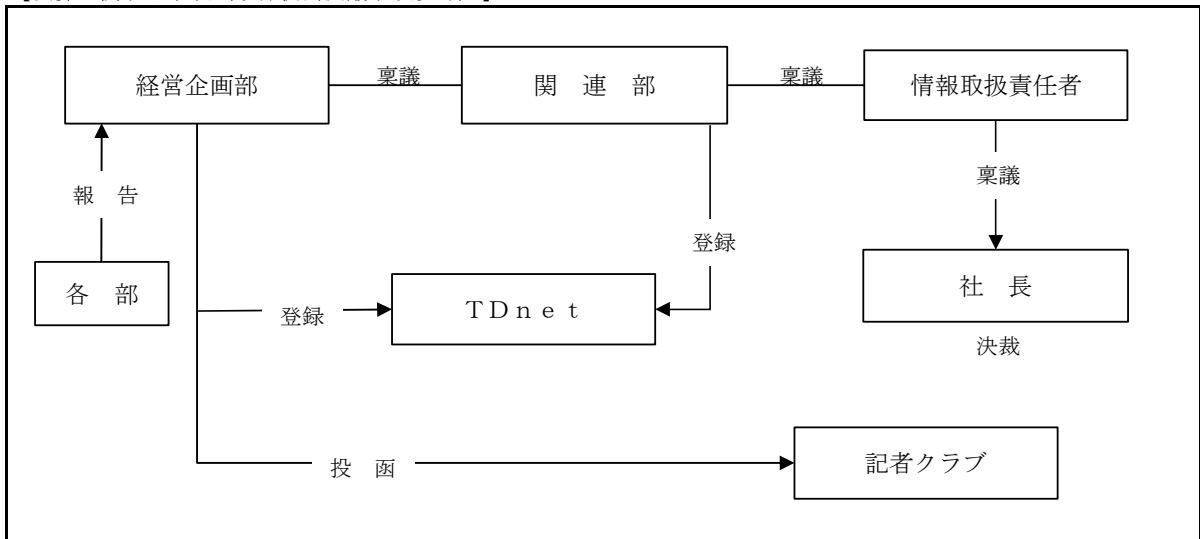 経営企画部
稟議
関　連　部
稟議
情報取扱責任者
報　告
稟議
登録
各　部
ＴＤｎｅｔ
社　長
登録
決裁
投　函
記者クラブ